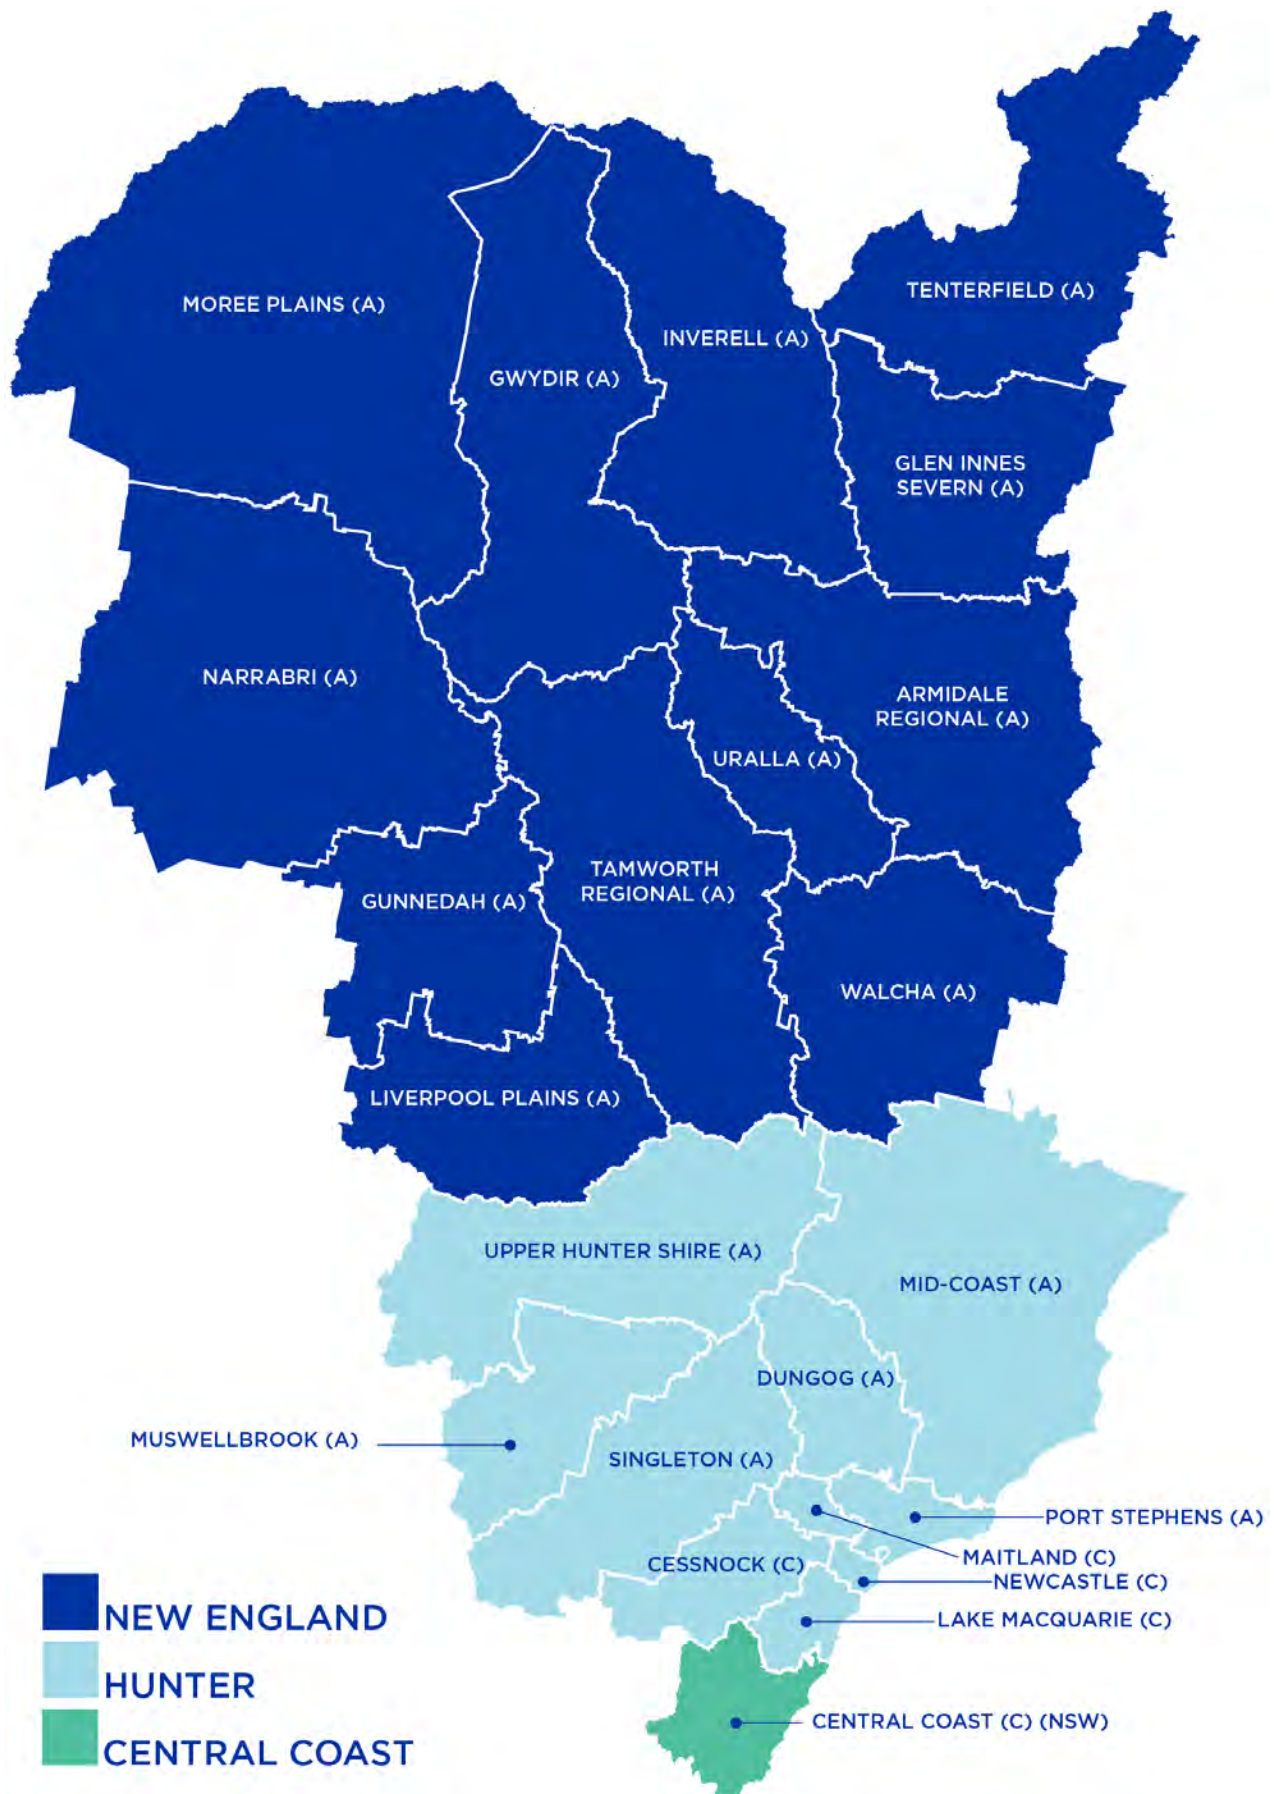 TENTERFIELD (A)
MOREE PLAINS (A)
INVERELL (A)
GWYDIR (A)
GLEN INNES
SEVERN (A)
NARRABRI (A)
ARMIDALE
REGIONAL (A)
URALLA (A)
TAMWORTH
REGIONAL (A)
GUNNEDAH (A)
WALCHA (A)
LIVERPOOL PLAINS (A)
UPPER HUNTER SHIRE (A)
MID-COAST (A)
DUNGOG (A)
MUSWELLBROOK (A)
SINGLETON (A)
PORT STEPHENS (A)
MAITLAND (C)
CESSNOCK (C)
NEWCASTLE (C)
LAKE MACQUARIE (C)
CENTRAL COAST (C) (NSW)
NEW ENGLAND
HUNTER
CENTRAL COAST